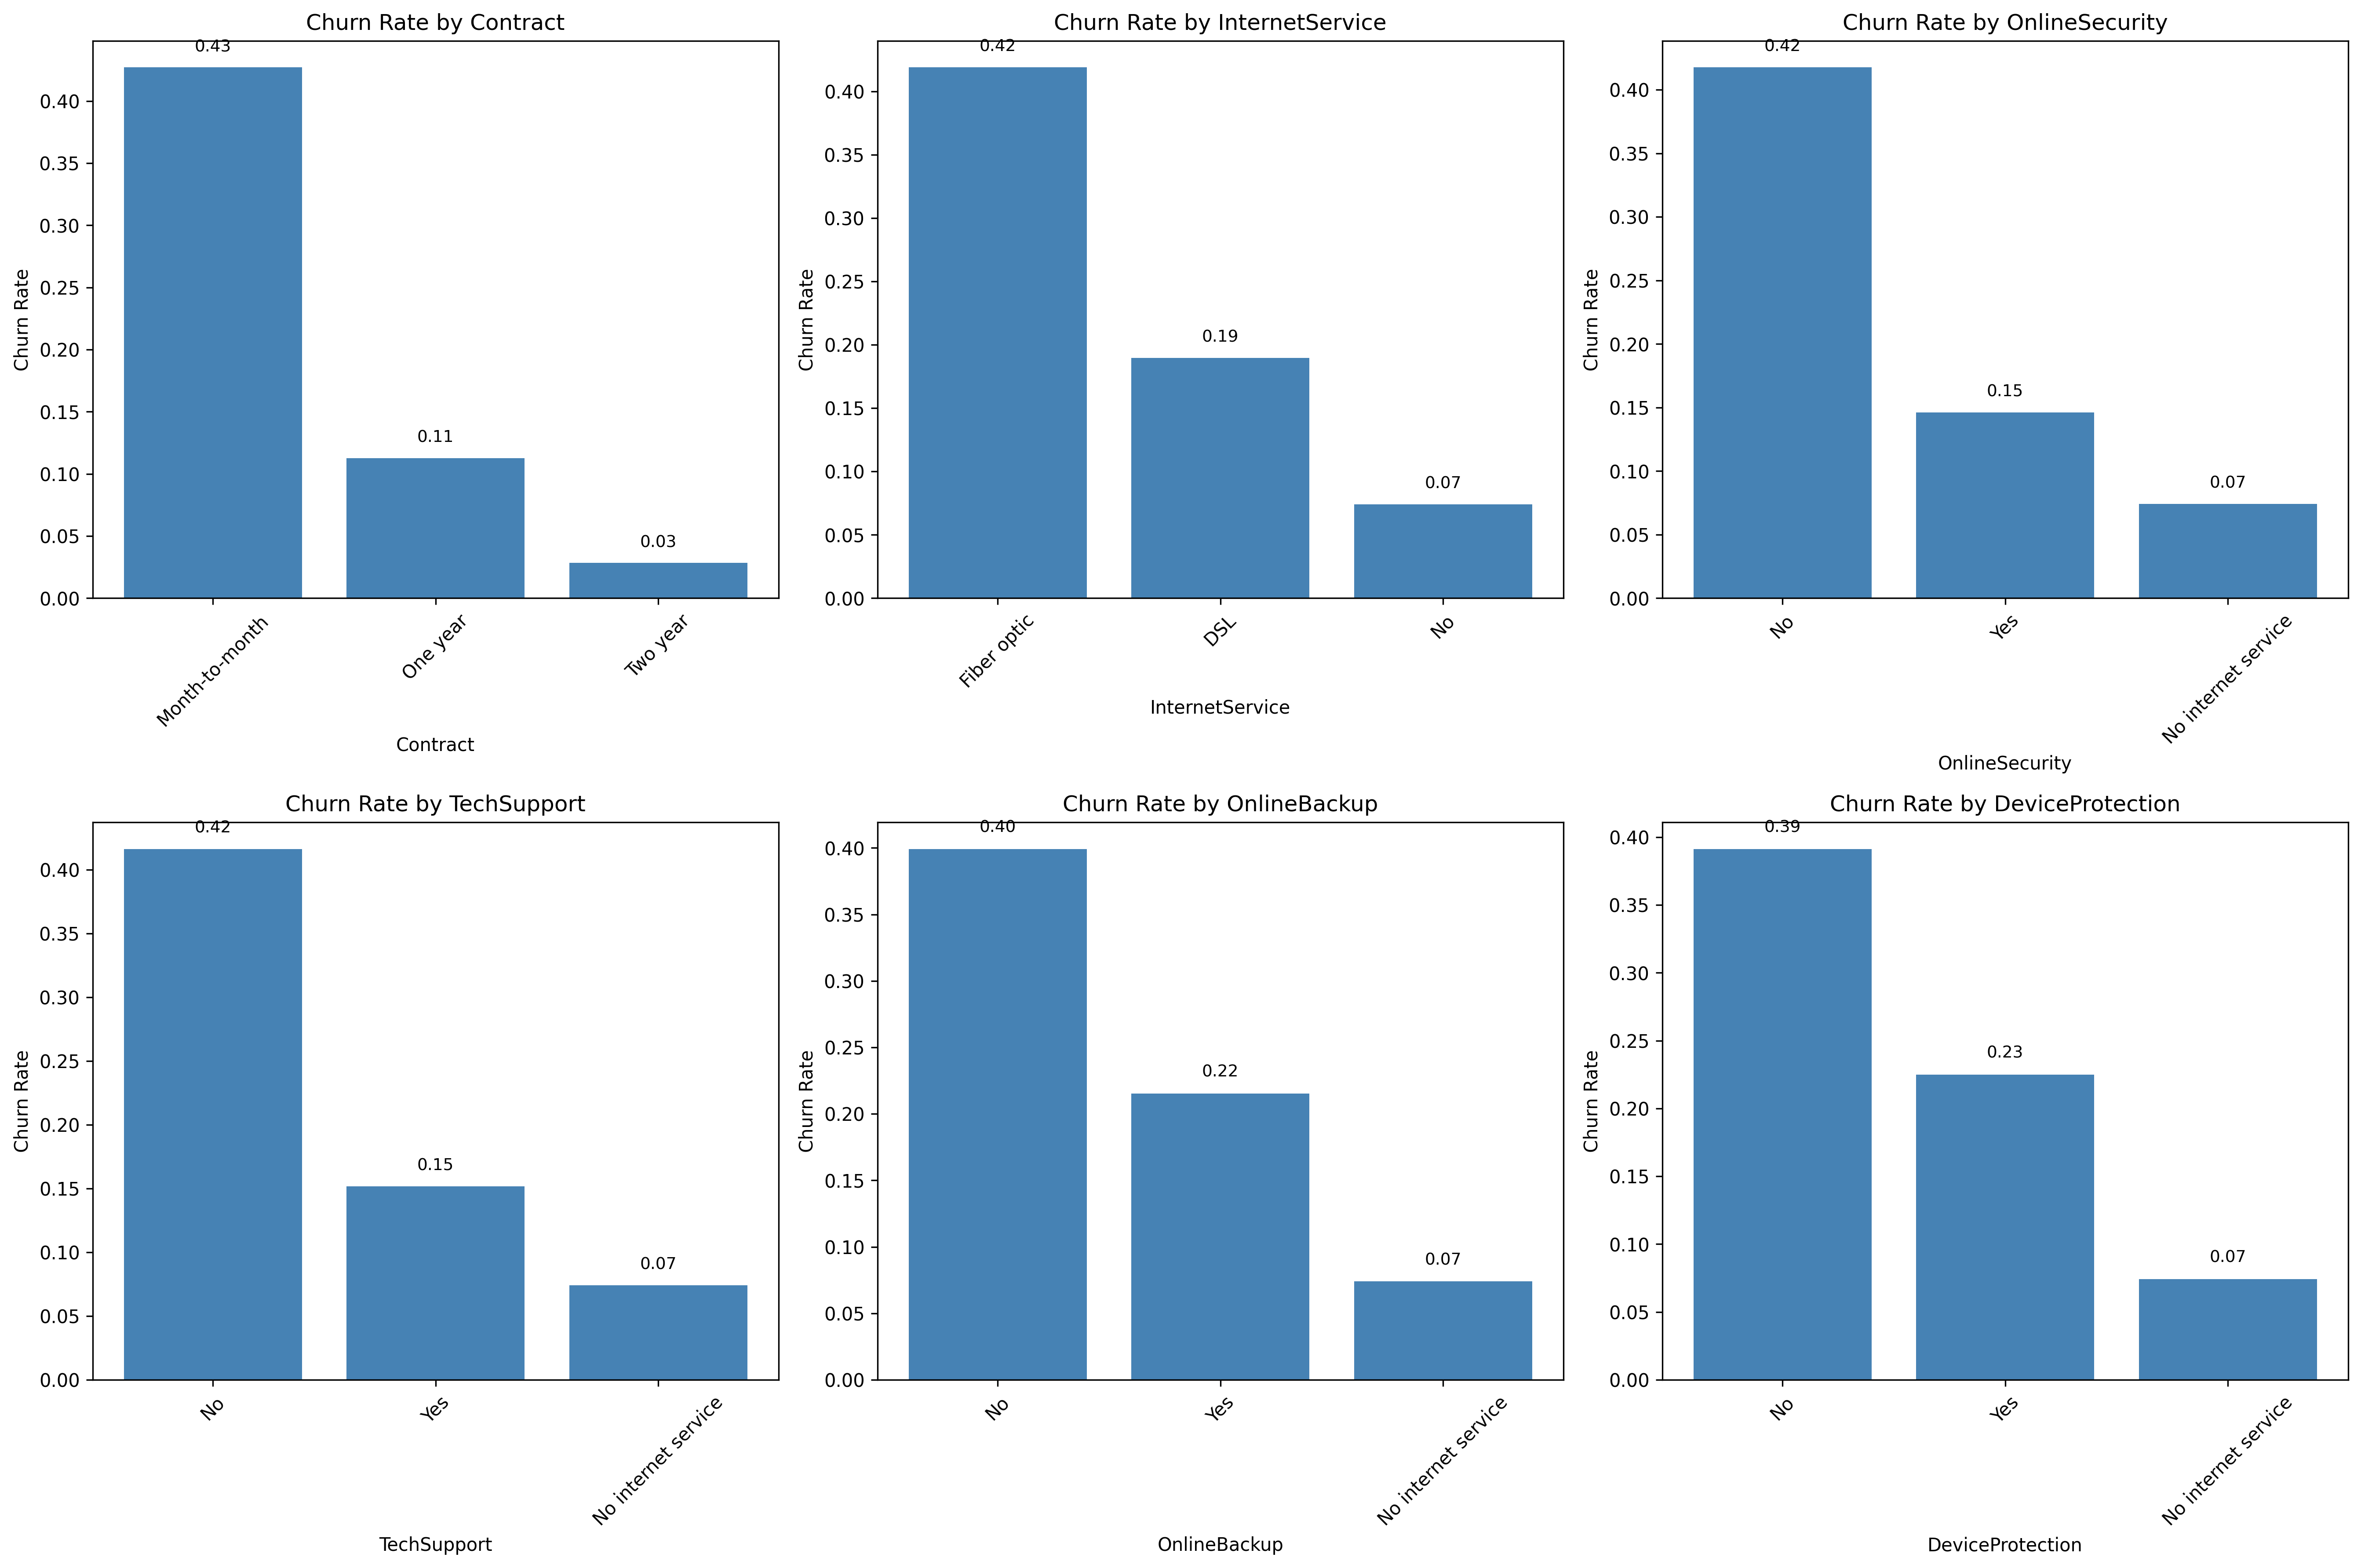 Churn Rate by Contract
0.43
0.40
0.35
0.30
0.25
0.20
0.15
0.10
0.05
0.00
Churn Rate
0.11
0.03
Month-to-month
One year
Two year
Contract
Churn Rate by InternetService
0.42
0.40
0.35
0.30
0.25
0.20
0.15
0.10
0.05
0.00
Churn Rate
0.19
0.07
Fiber optic
DSL
No
InternetService
Churn Rate by OnlineSecurity
0.42
0.40
0.35
0.30
0.25
0.20
0.15
0.10
0.05
0.00
Churn Rate
0.15
0.07
No
Yes
No internet service
OnlineSecurity
Churn Rate by TechSupport
0.42
0.40
0.35
0.30
0.25
0.20
0.15
0.10
0.05
0.00
Churn Rate
0.15
0.07
No
Yes
No internet service
TechSupport
Churn Rate by OnlineBackup
0.40
0.40
0.35
0.30
0.25
0.20
0.15
0.10
0.05
0.00
Churn Rate
0.22
0.07
No
Yes
No internet service
OnlineBackup
Churn Rate by DeviceProtection
0.39
0.40
0.35
0.30
0.25
0.20
0.15
0.10
0.05
0.00
Churn Rate
0.23
0.07
No
Yes
No internet service
DeviceProtection